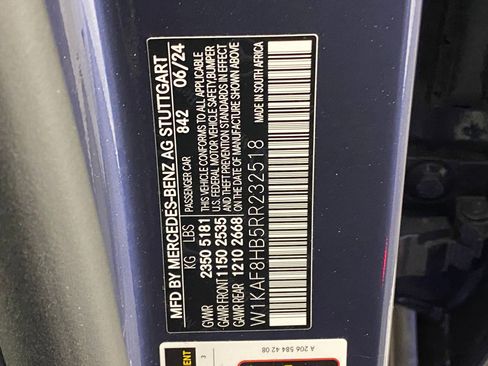 MFD BY MERCEDES-BENZ AG STUTTGART
KG LBS PASSENGER CAR 842 06/24
GVWR 2350 5181 THIS VEHICLE CONFORMS TO ALL APPLICABLE
GAWR FRONT 1150 2535 U.S. FEDERAL MOTOR VEHICLE SAFETY, BUMPER
GAWR REAR 1210 2668 AND THEFT PREVENTION STANDARDS IN EFFECT
ON THE DATE OF MANUFACTURE SHOWN ABOVE
W1KAF8HB5RR232518 MADE IN SOUTH AFRICA
A 206 584 42 08
3